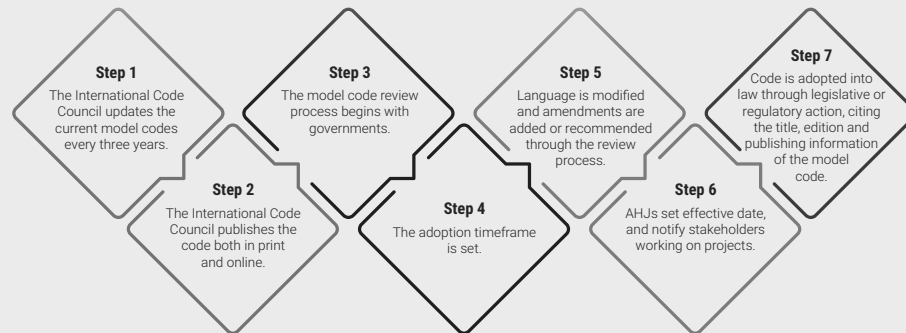 Step 1
The International Code
Council updates the
current model codes
every three years.
Step 2
The International Code
Council publishes the
code both in print
and online.
Step 3
The model code review
process begins with
governments.
Step 4
The adoption timeframe
is set.
Step 5
Language is modified
and amendments are
added or recommended
through the review
process.
Step 6
AHJs set effective date,
and notify stakeholders
working on projects.
Step 7
Code is adopted into
law through legislative or
regulatory action, citing
the title, edition and
publishing information
of the model
code.